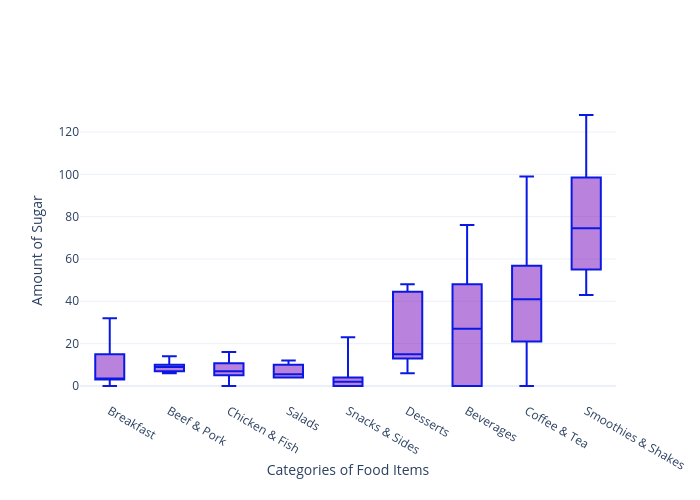 120
100
80
60
40
20
0
Amount of Sugar
Breakfast
Beef & Pork
Chicken & Fish
Salads
Snacks & Sides
Desserts
Beverages
Coffee & Tea
Smoothies & Shakes
Categories of Food Items